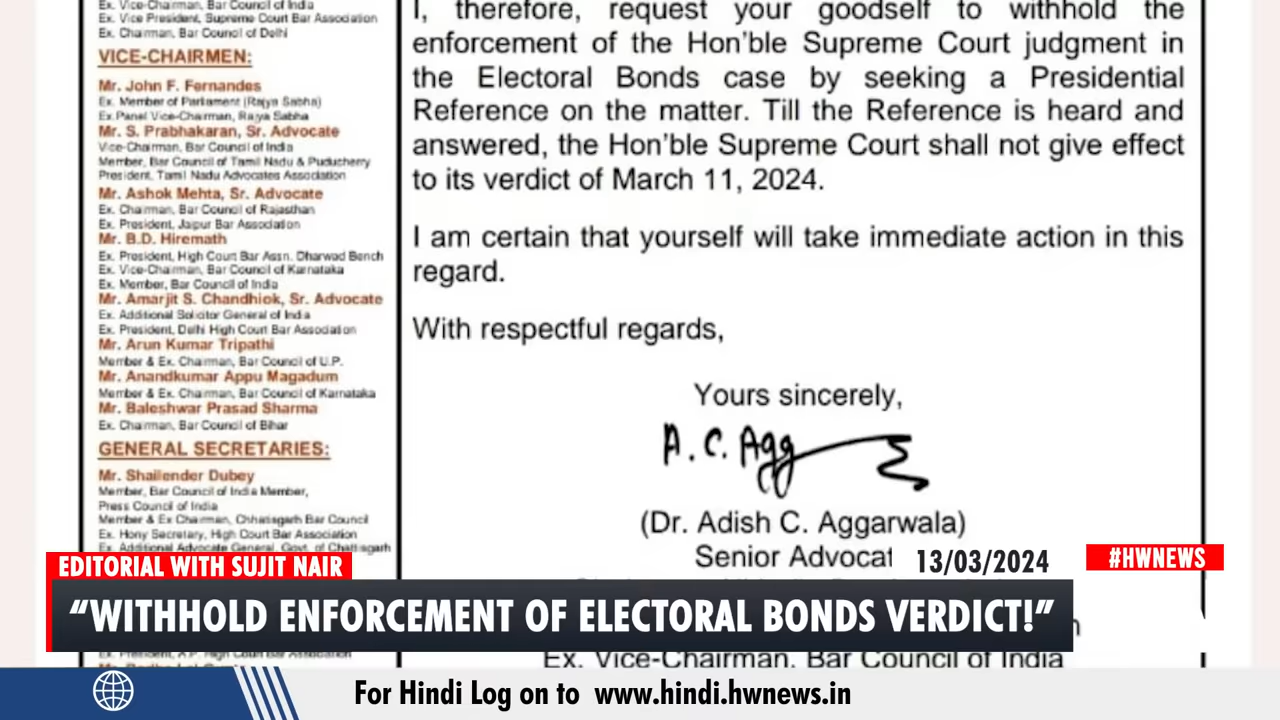 Ex. Vice-Chairman, Bar Council of India
Ex. Vice President, Supreme Court Bar Association
Ex. Chairman, Bar Council of Delhi
VICE-CHAIRMEN:
Mr. John F. Fernandes
Ex. Member of Parliament (Rajya Sabha)
Ex.Panel Vice-Chairman, Rajya Sabha
Mr. S. Prabhakaran, Sr. Advocate
Vice-Chairman, Bar Council of India
Member, Bar Council of Tamil Nadu & Puducherry
President, Tamil Nadu Advocates Association
Mr. Ashok Mehta, Sr. Advocate
Ex. Chairman, Bar Council of Rajasthan
Ex. President, Jaipur Bar Association
Mr. B.D. Hiremath
Ex. President, High Court Bar Assn. Dharwad Bench
Ex. Vice-Chairman, Bar Council of Karnataka
Ex. Member, Bar Council of India
Mr. Amarjit S. Chandhiok, Sr. Advocate
Ex. Additional Solicitor General of India
Ex. President, Delhi High Court Bar Association
Mr. Arun Kumar Tripathi
Member & Ex. Chairman, Bar Council of U.P.
Mr. Anandkumar Appu Magadum
Member & Ex. Chairman, Bar Council of Karnataka
Mr. Baleshwar Prasad Sharma
Ex. Chairman, Bar Council of Bihar
GENERAL SECRETARIES:
Mr. Shailender Dubey
Member, Bar Council of India Member,
Press Council of India
Member & Ex Chairman, Chhatisgarh Bar Council
Ex. Hony Secretary, High Court Bar Association
Ex. Additional Advocate General, Govt. of Chattisgarh
I, therefore, request your goodself to withhold the
enforcement of the Hon'ble Supreme Court judgment in
the Electoral Bonds case by seeking a Presidential
Reference on the matter. Till the Reference is heard and
answered, the Hon'ble Supreme Court shall not give effect
to its verdict of March 11, 2024.
I am certain that yourself will take immediate action in this
regard.
With respectful regards,
Yours sincerely,
A. C. Agg
(Dr. Adish C. Aggarwala)
Senior Advocat
Ex. Vice-Chairman, Bar Council of India
EDITORIAL WITH SUJIT NAIR
13/03/2024
#HWNEWS
“WITHHOLD ENFORCEMENT OF ELECTORAL BONDS VERDICT!”
For Hindi Log on to www.hindi.hwnews.in